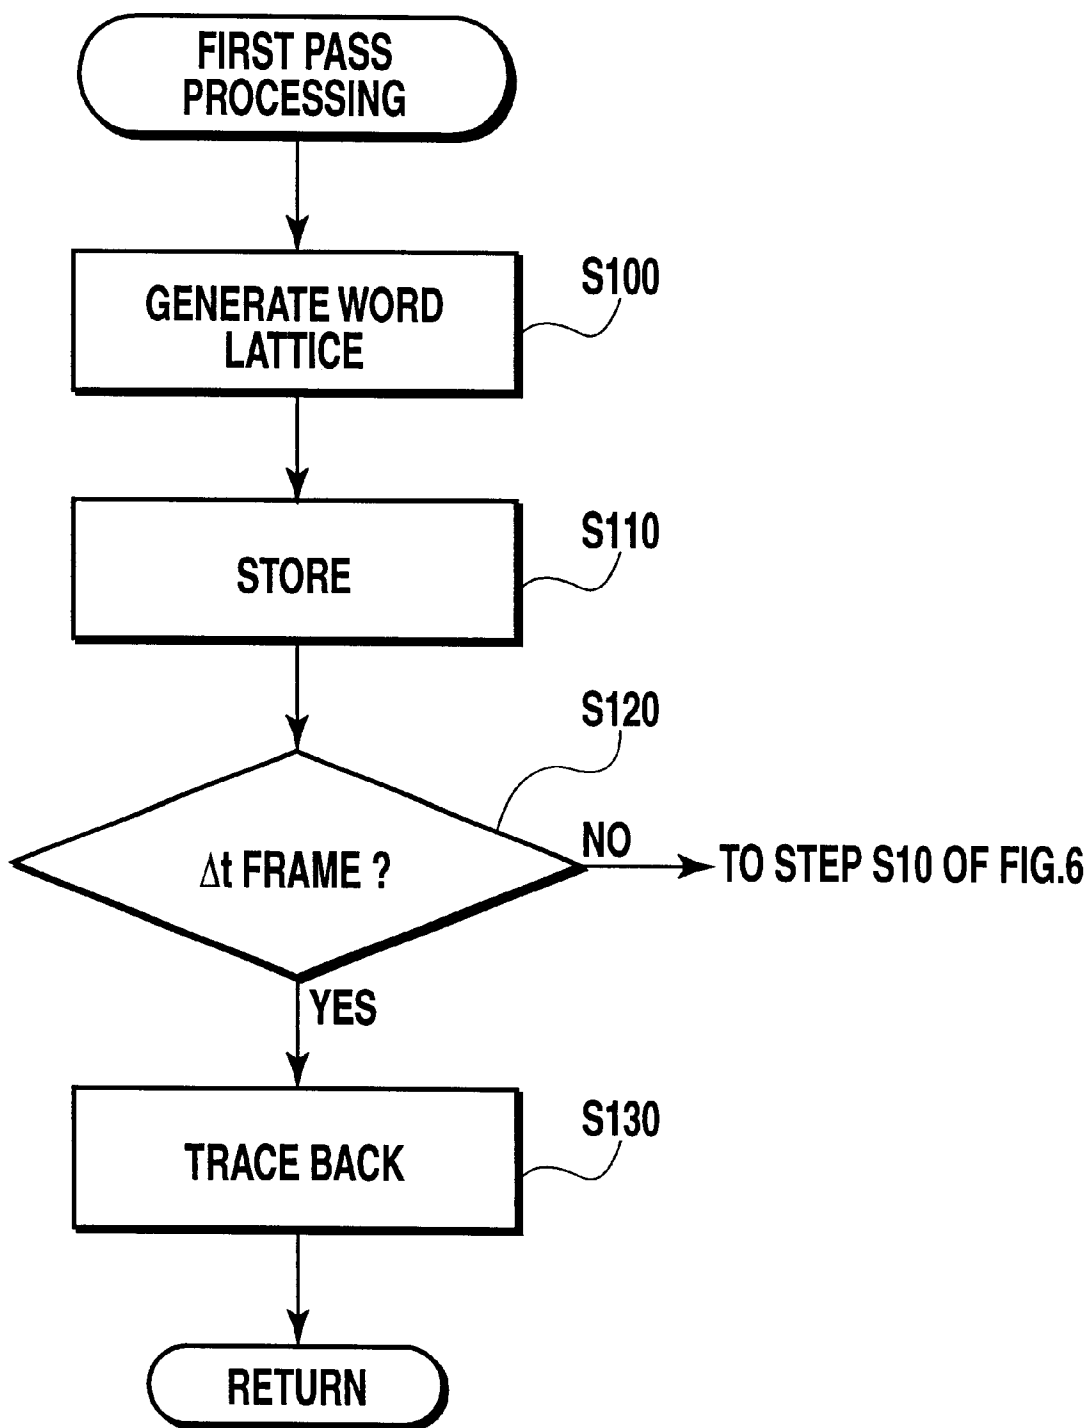 FIRST PASS
PROCESSING
GENERATE WORD
LATTICE
S100
STORE
S110
S120
Δt FRAME ?
NO
TO STEP S10 OF FIG.6
YES
TRACE BACK
S130
RETURN